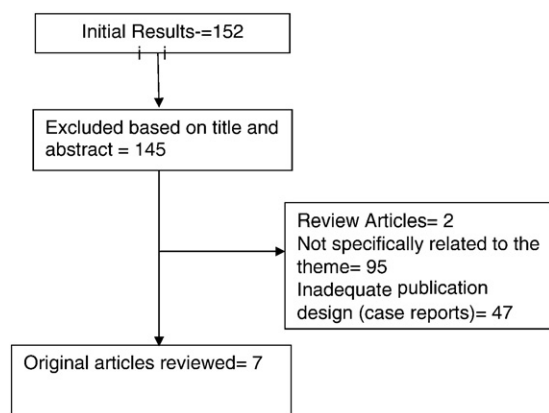 Initial Results-=152
Excluded based on title and
abstract = 145
Review Articles= 2
Not specifically related to the
theme= 95
Inadequate publication
design (case reports)= 47
Original articles reviewed= 7